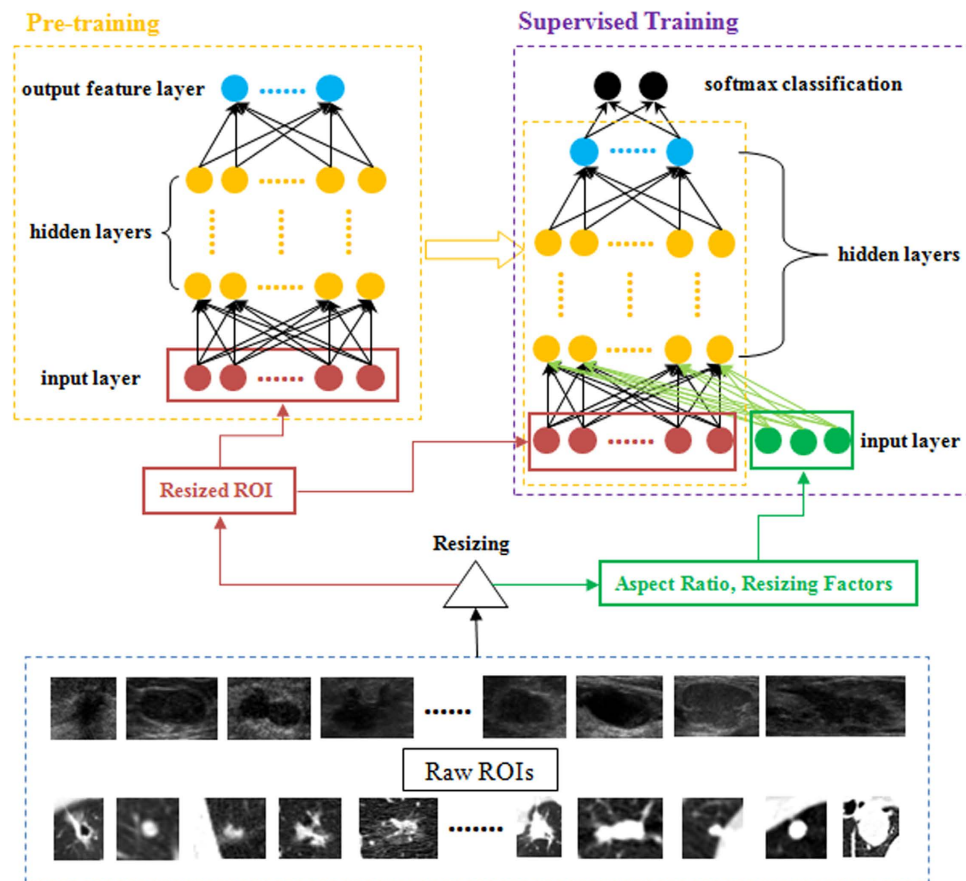 Pre-training
Supervised Training
output feature layer
softmax classification
hidden layers
hidden layers
input layer
input layer
Resized ROI
Resizing
Aspect Ratio, Resizing Factors
Raw ROIs